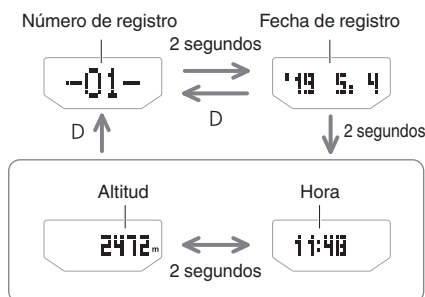 Número de registro
Fecha de registro
2 segundos
-01-
'19 5. 4
D
D
2 segundos
Altitud
Hora
2472m
11:48
2 segundos